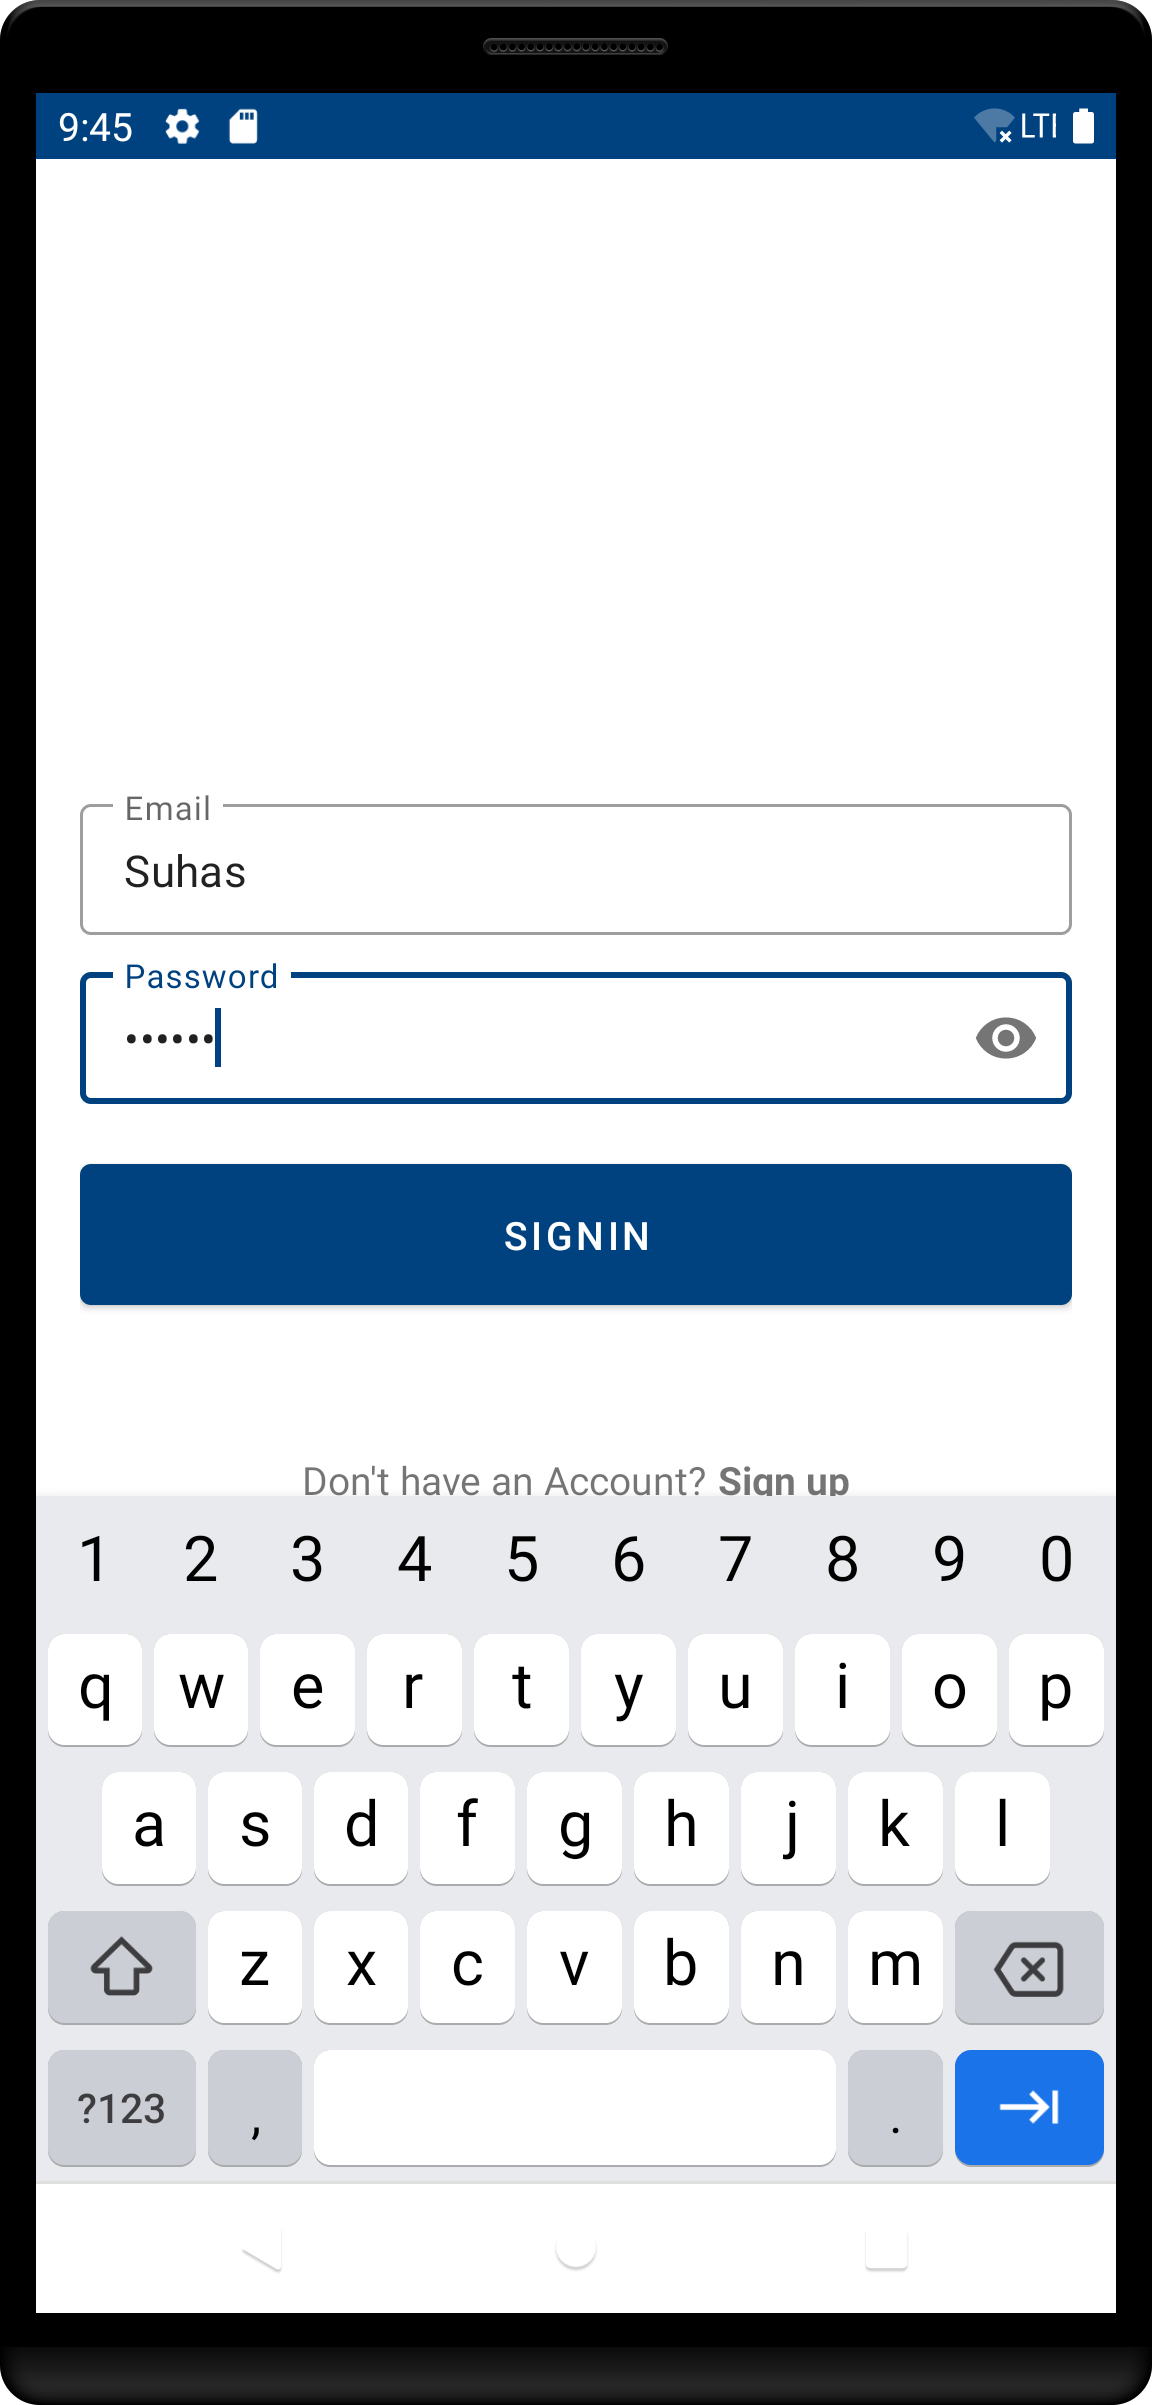 9:45 LTE
Email
Suhas
Password
••••••
SIGNIN
Don't have an Account? Sign up
1 2 3 4 5 6 7 8 9 0
q w e r t y u i o p
a s d f g h j k l
z x c v b n m
?123 , .